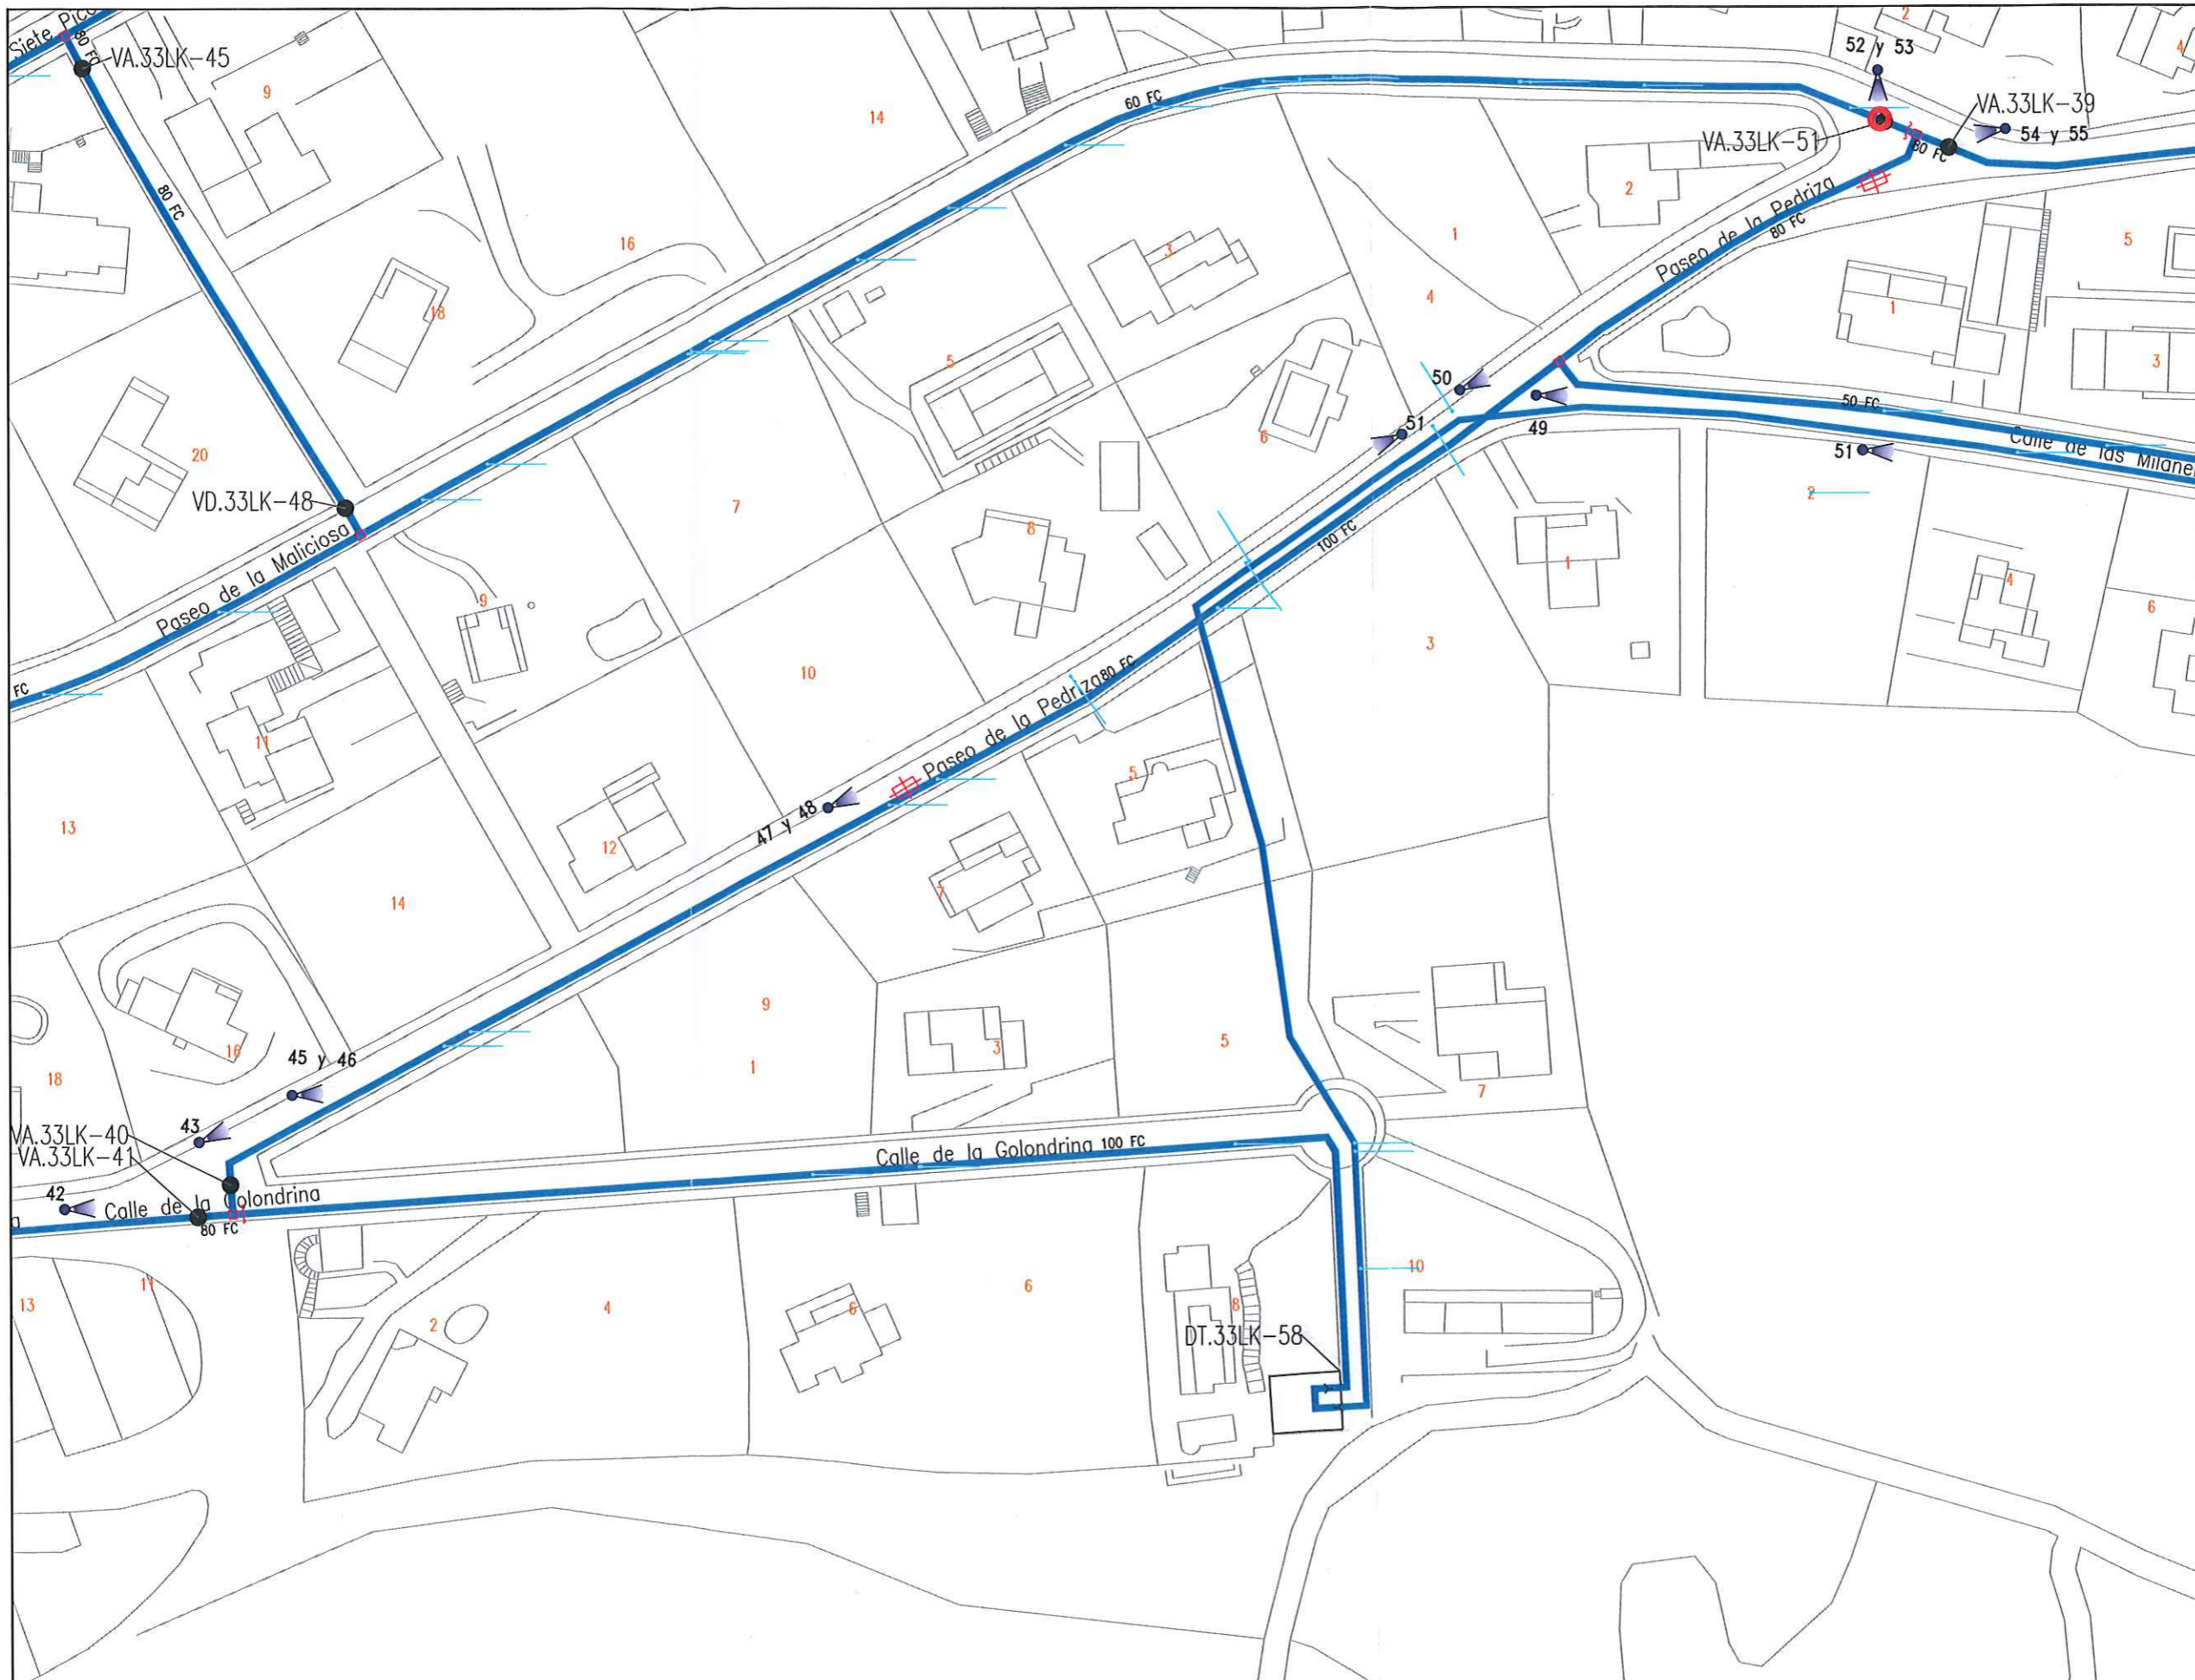 Siete Pico
80 FC
VA.33LK-45
9
80 FC
14
60 FC
2
52 y 53
4
VA.33LK-39
54 y 55
VA.33LK-51
80 FC
2
Paseo de la Pedriza
80 FC
16
3
1
5
4
18
1
3
5
50
50 FC
51
49
6
Calle de las Milane
51
20
2
7
VD.33LK-48
8
100 FC
1
4
Paseo de la Maliciosa
9
6
3
10
80 FC
FC
Paseo de la Pedriza
11
5
47 y 48
13
12
7
14
9
16
3
5
45 y 46
1
18
7
43
VA.33LK-40
VA.33LK-41
Calle de la Golondrina 100 FC
42
Calle de la Golondrina
a
80 FC
10
11
13
4
6
6
8
2
DT.33LK-58